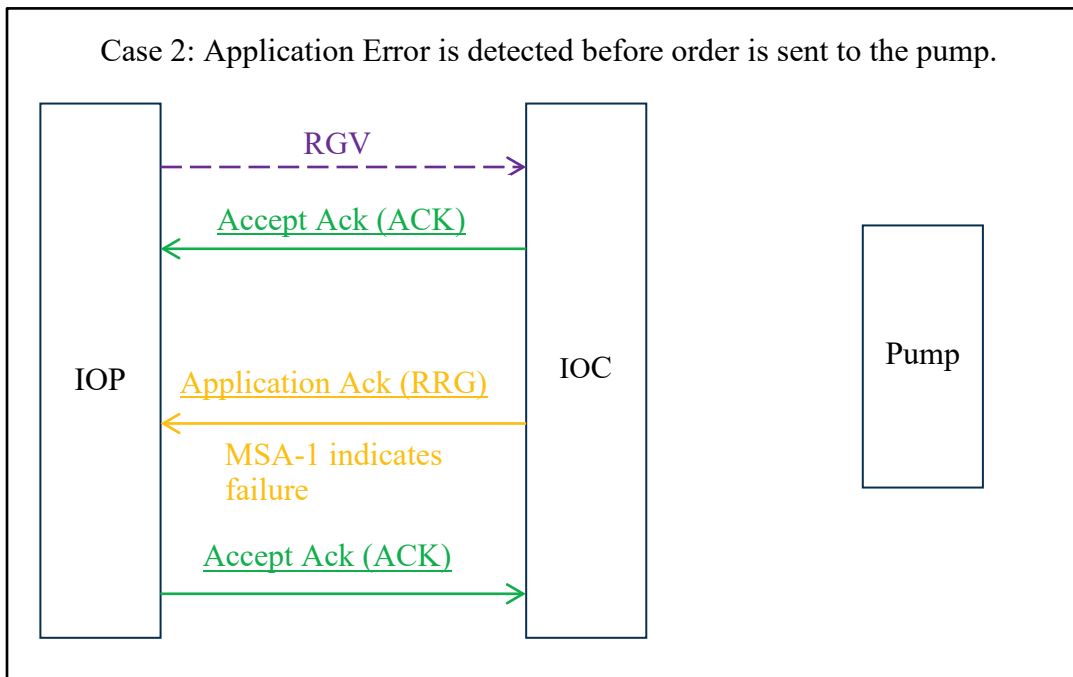 Case 2: Application Error is detected before order is sent to the pump.
RGV
Accept Ack (ACK)
IOP
Application Ack (RRG)
IOC
Pump
MSA-1 indicates
failure
Accept Ack (ACK)